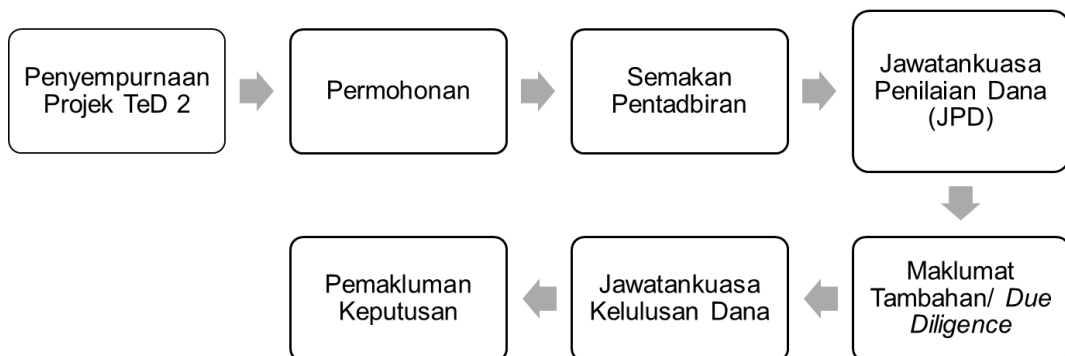 Penyempurnaan
Projek TeD 2
Permohonan
Semakan
Pentadbiran
Jawatankuasa
Penilaian Dana
(JPD)
Maklumat
Tambahan/ Due
Diligence
Jawatankuasa
Kelulusan Dana
Pemakluman
Keputusan